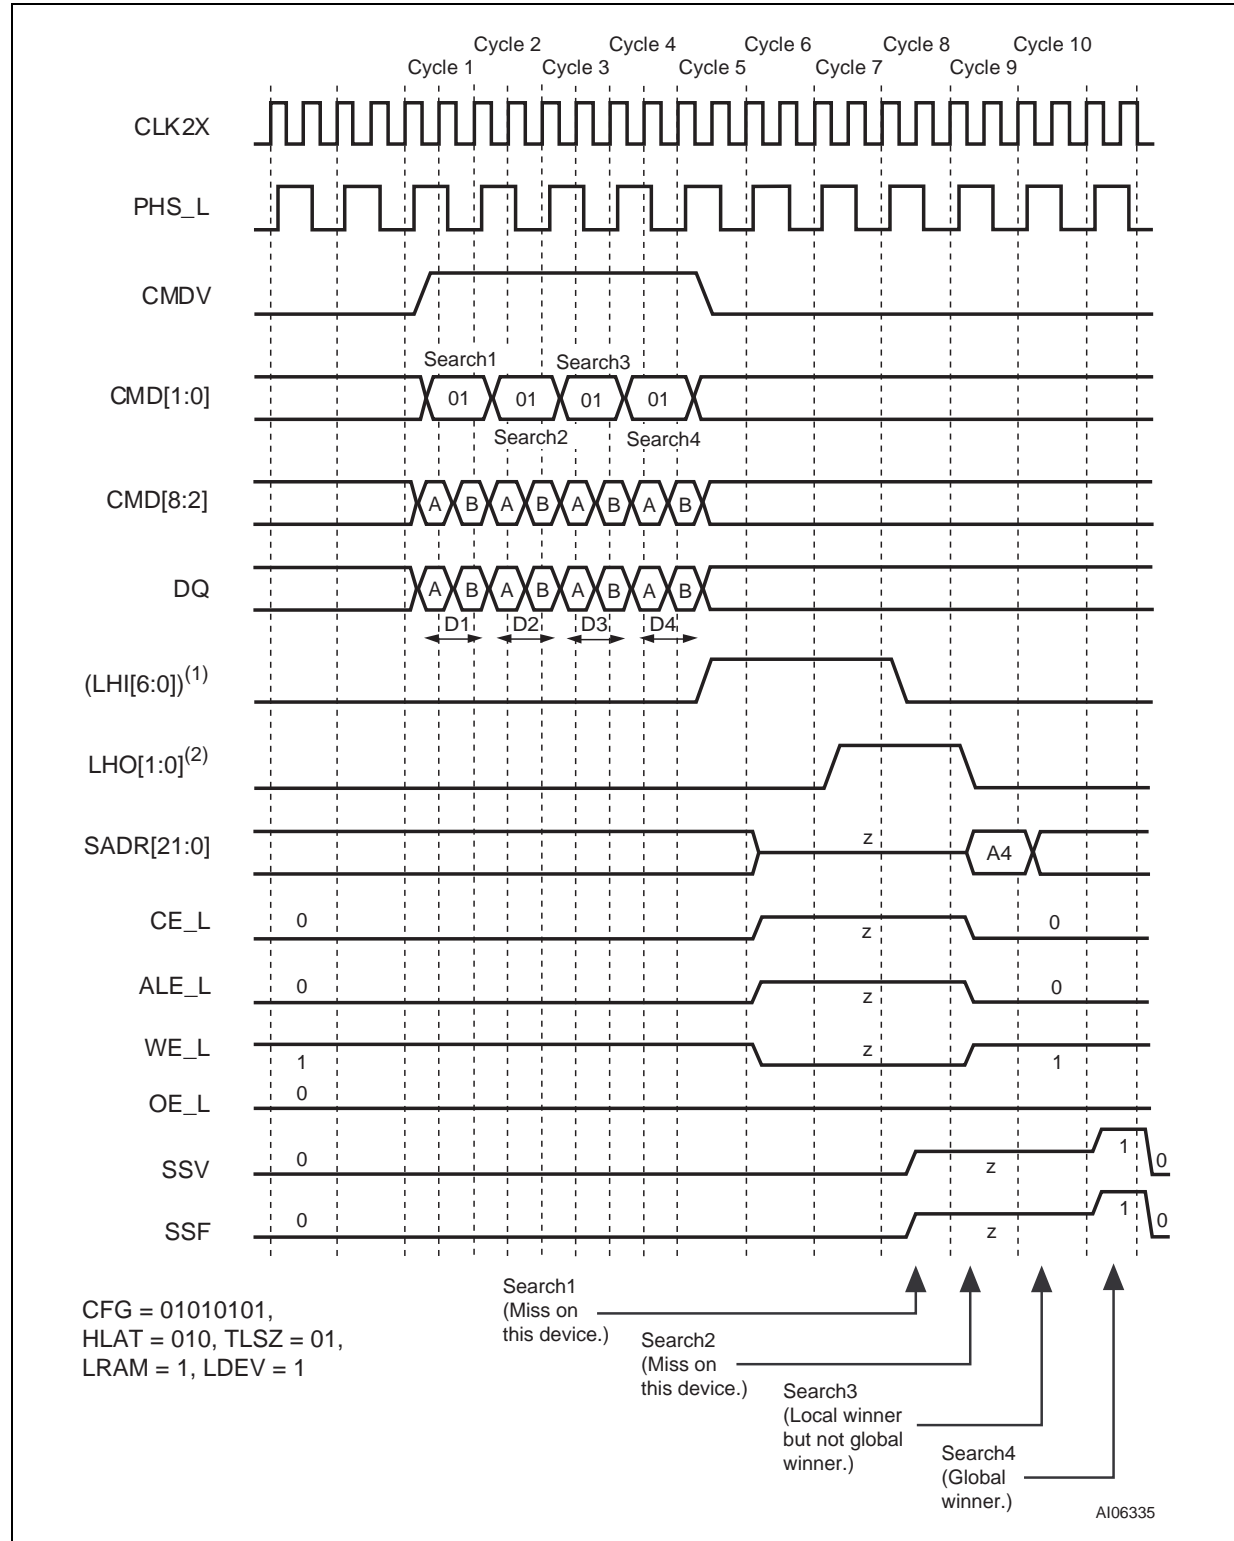 Cycle 2 Cycle 4 Cycle 6 Cycle 8 Cycle 10
Cycle 1 Cycle 3 Cycle 5 Cycle 7 Cycle 9
CLK2X
PHS_L
CMDV
Search1 Search3
CMD[1:0] 01 01 01 01
Search2 Search4
CMD[8:2] A B A B A B A B
DQ A B A B A B A B
D1 D2 D3 D4
(LHI[6:0])(1)
LHO[1:0](2)
SADR[21:0] z A4
CE_L 0 z 0
ALE_L 0 z 0
WE_L 1 z 1
OE_L 0
SSV 0 z 1 0
SSF 0 z 1 0
CFG = 01010101,
HLAT = 010, TLSZ = 01,
LRAM = 1, LDEV = 1
Search1
(Miss on
this device.)
Search2
(Miss on
this device.)
Search3
(Local winner
but not global
winner.)
Search4
(Global
winner.)
AI06335